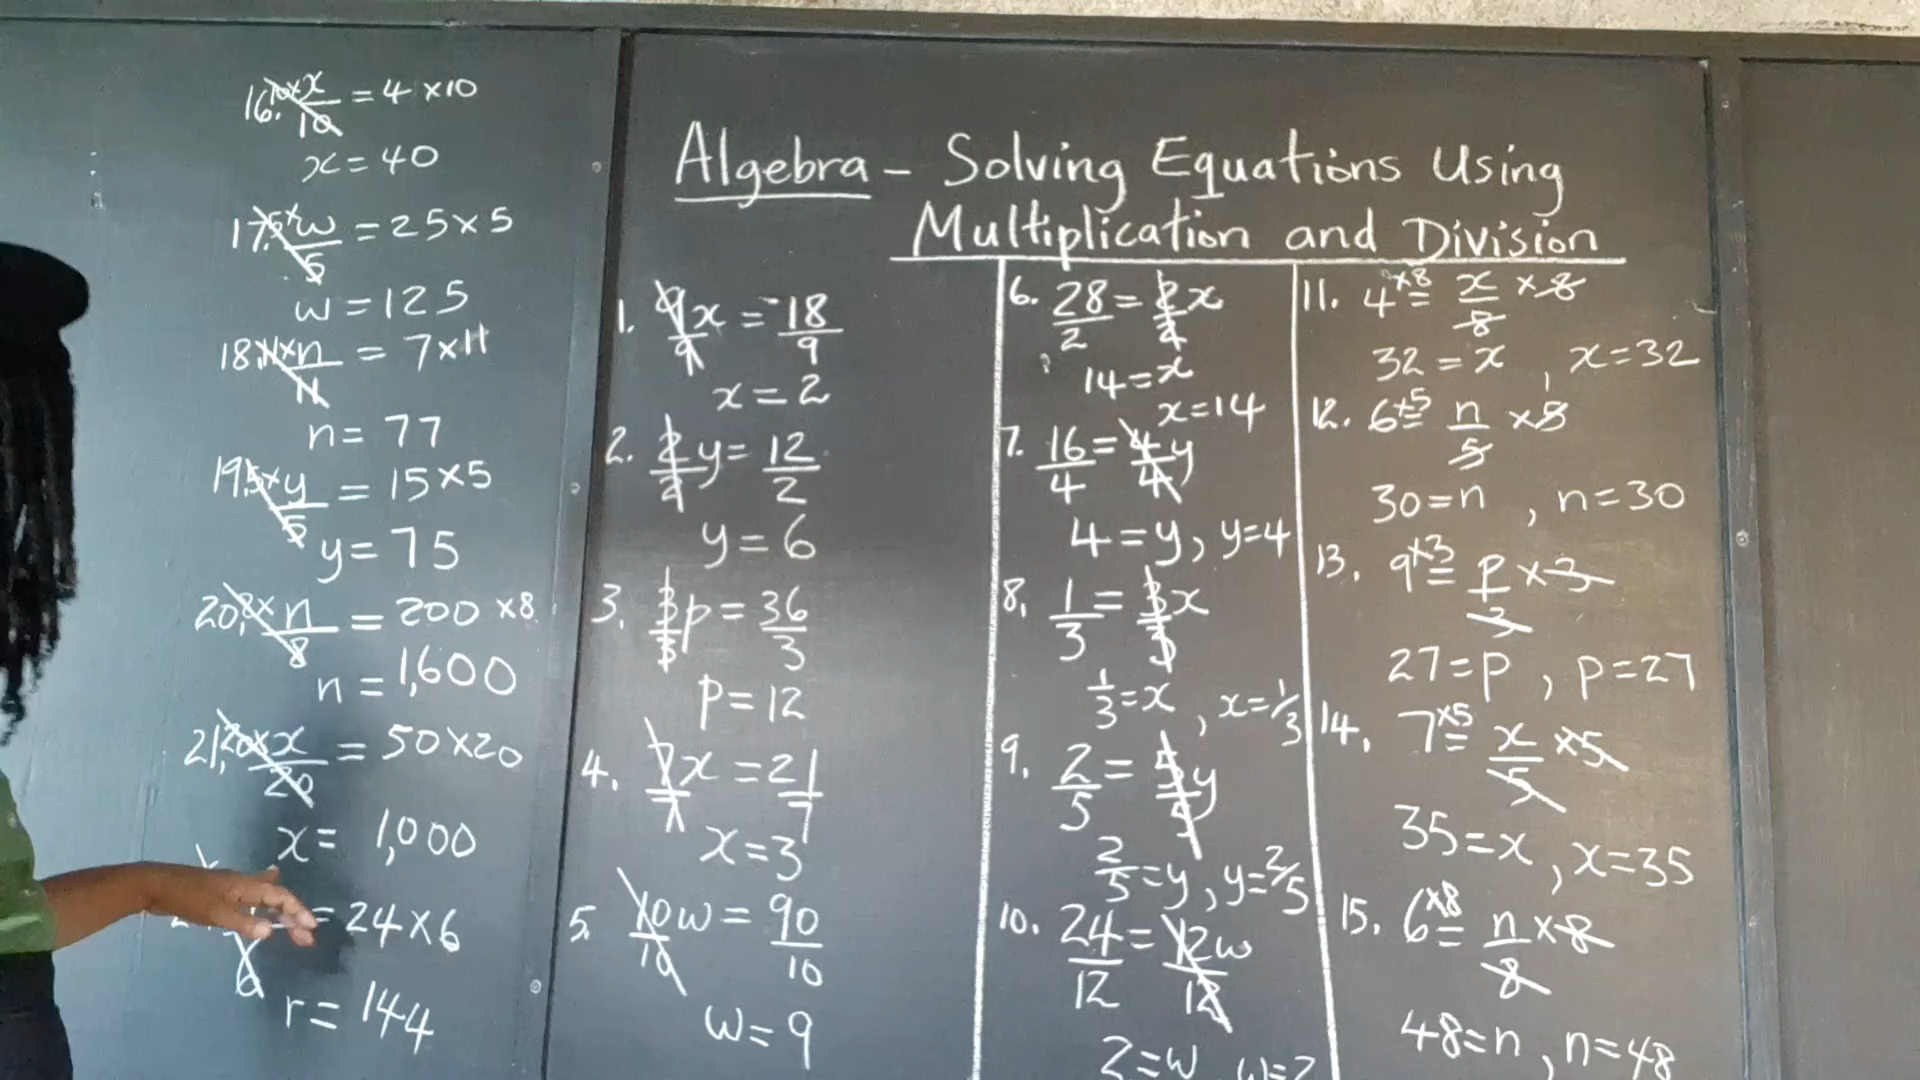 Algebra - Solving Equations Using
Multiplication and Division
1. 9x/9 = 18/9
x = 2
2. 2y/2 = 12/2
y = 6
3. 3p/3 = 36/3
p = 12
4. 7x/7 = 21/7
x = 3
5. 10w/10 = 90/10
w = 9
6. 28/2 = 2x/2
14 = x
x = 14
7. 16/4 = 4y/4
4 = y, y = 4
8. 1/3 = 3x/3
1/3 = x, x = 1/3
9. 2/5 = 5y/5
2/5 = y, y = 2/5
10. 24/12 = 12w/12
2 = w w = 2
11. 4 ×8 = x/8 × 8
32 = x, x = 32
12. 6 ×5 = n/5 × 5
30 = n, n = 30
13. 9 ×3 = p/3 × 3
27 = p, p = 27
14. 7 ×5 = x/5 × 5
35 = x, x = 35
15. 6 ×8 = n/8 × 8
48 = n, n = 48
16. 10 × x/10 = 4 × 10
x = 40
17. 5 × w/5 = 25 × 5
w = 125
18. 11 × n/11 = 7 × 11
n = 77
19. 5 × y/5 = 15 × 5
y = 75
20. 8 × n/8 = 200 × 8
n = 1,600
21. 20 × x/20 = 50 × 20
x = 1,000
= 24 × 6
r = 144